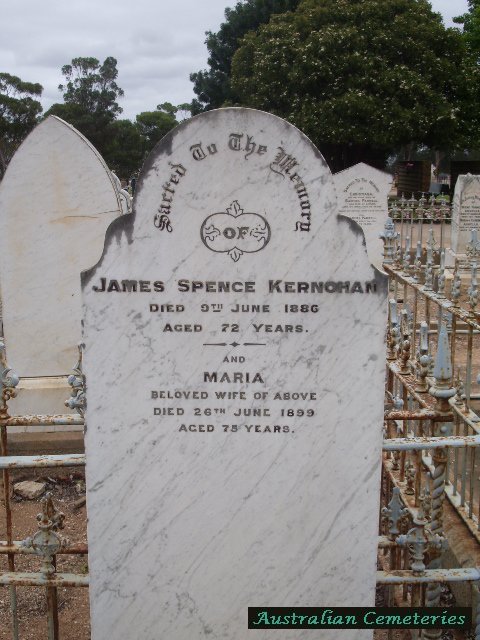 Sacred To The Memory
OF
JAMES SPENCE KERNOHAN
DIED 9TH JUNE 1886
AGED 72 YEARS.
AND
MARIA
BELOVED WIFE OF ABOVE
DIED 26TH JUNE 1899
AGED 75 YEARS.
Australian Cemeteries